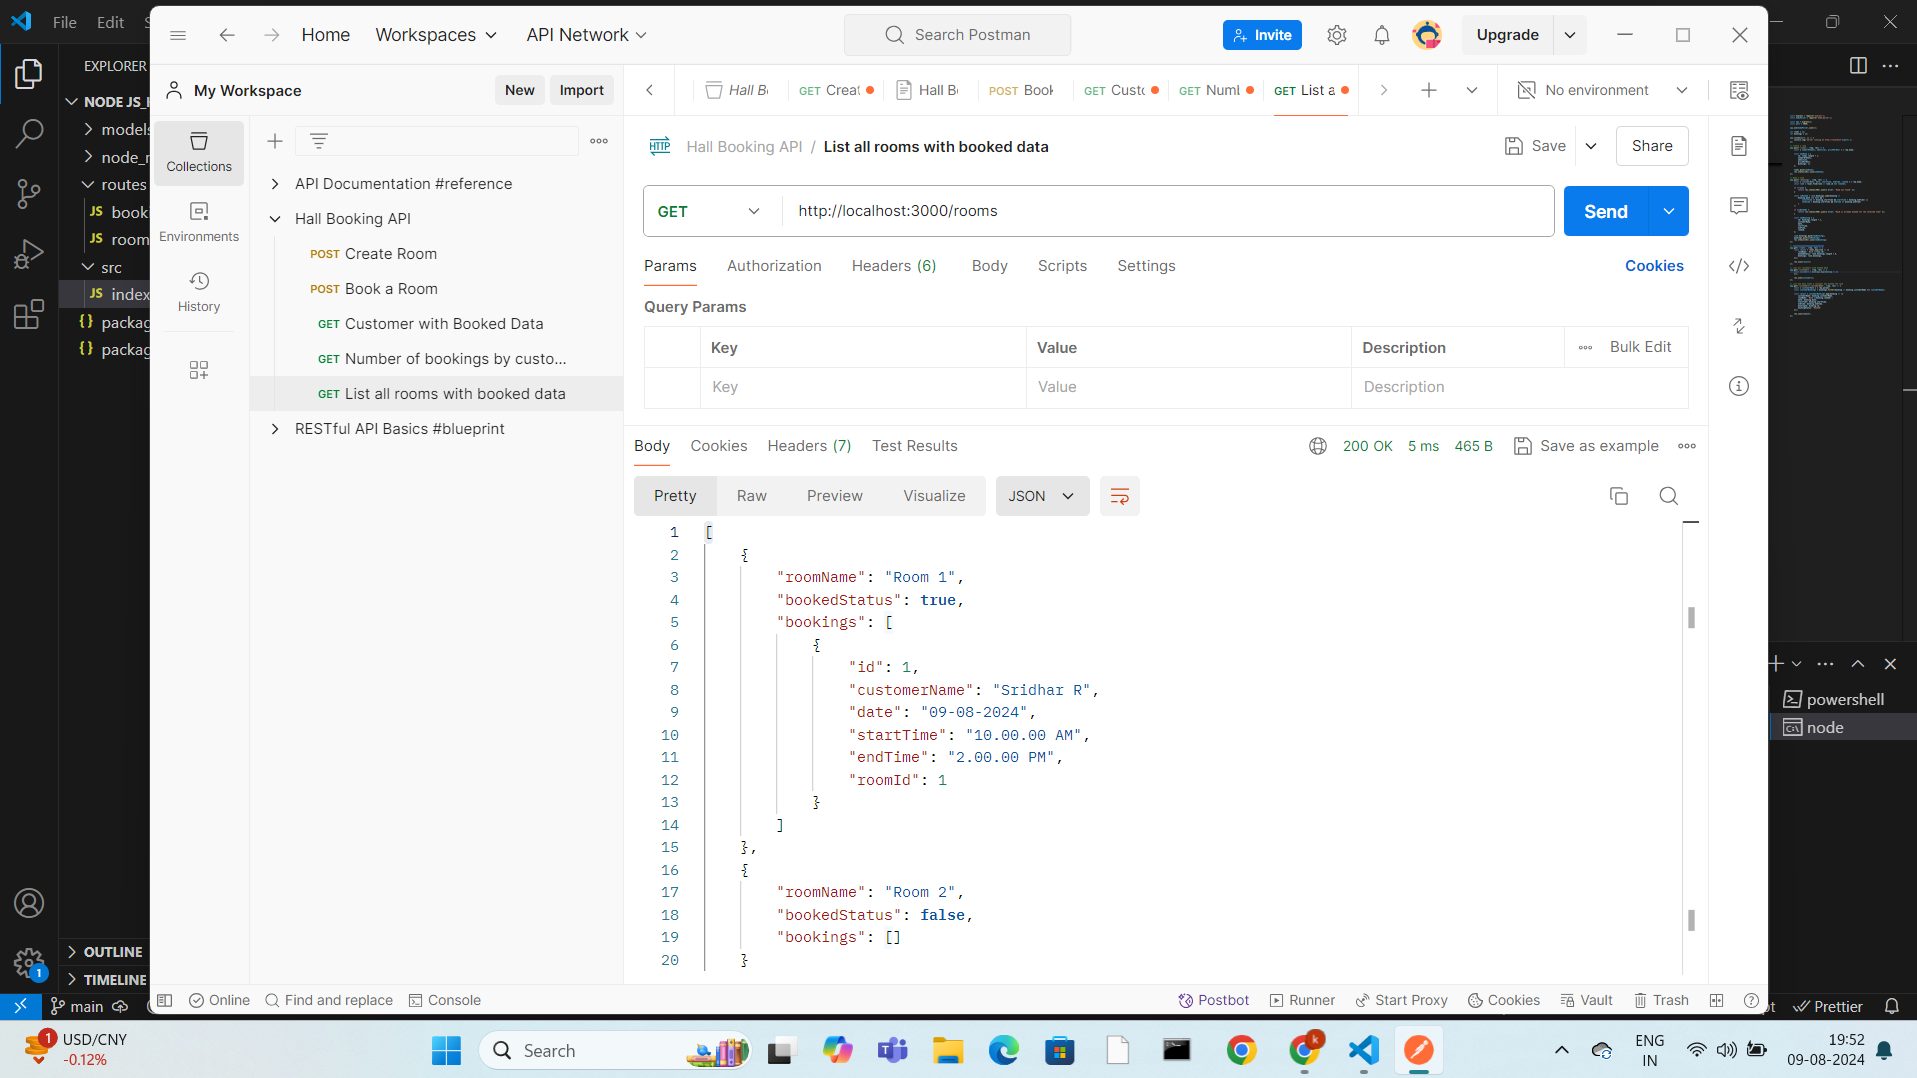 File
Edit
EXPLORER
NODE JS_
models
routes
src
index
OUTLINE
TIMELINE
main
1
Home
Workspaces
API Network
Search Postman
Invite
Upgrade
My Workspace
New
Import
Hall B
GET Creat
Hall B
POST Book
GET Custo
GET Numl
GET List a
No environment
Collections
Environments
History
API Documentation #reference
Hall Booking API
POST Create Room
POST Book a Room
GET Customer with Booked Data
GET Number of bookings by custo...
GET List all rooms with booked data
RESTful API Basics #blueprint
HTTP Hall Booking API / List all rooms with booked data
Save
Share
GET
http://localhost:3000/rooms
Send
Params
Authorization
Headers (6)
Body
Scripts
Settings
Cookies
Query Params
Key
Value
Description
Bulk Edit
Key
Value
Description
Body
Cookies
Headers (7)
Test Results
200 OK
5 ms
465 B
Save as example
Pretty
Raw
Preview
Visualize
JSON
1 [
2 {
3 "roomName": "Room 1",
4 "bookedStatus": true,
5 "bookings": [
6 {
7 "id": 1,
8 "customerName": "Sridhar R",
9 "date": "09-08-2024",
10 "startTime": "10.00.00 AM",
11 "endTime": "2.00.00 PM",
12 "roomId": 1
13 }
14 ]
15 },
16 {
17 "roomName": "Room 2",
18 "bookedStatus": false,
19 "bookings": []
20 }
Online
Find and replace
Console
Postbot
Runner
Start Proxy
Cookies
Vault
Trash
powershell
node
Prettier
1
USD/CNY
-0.12%
Search
k
ENG
IN
19:52
09-08-2024